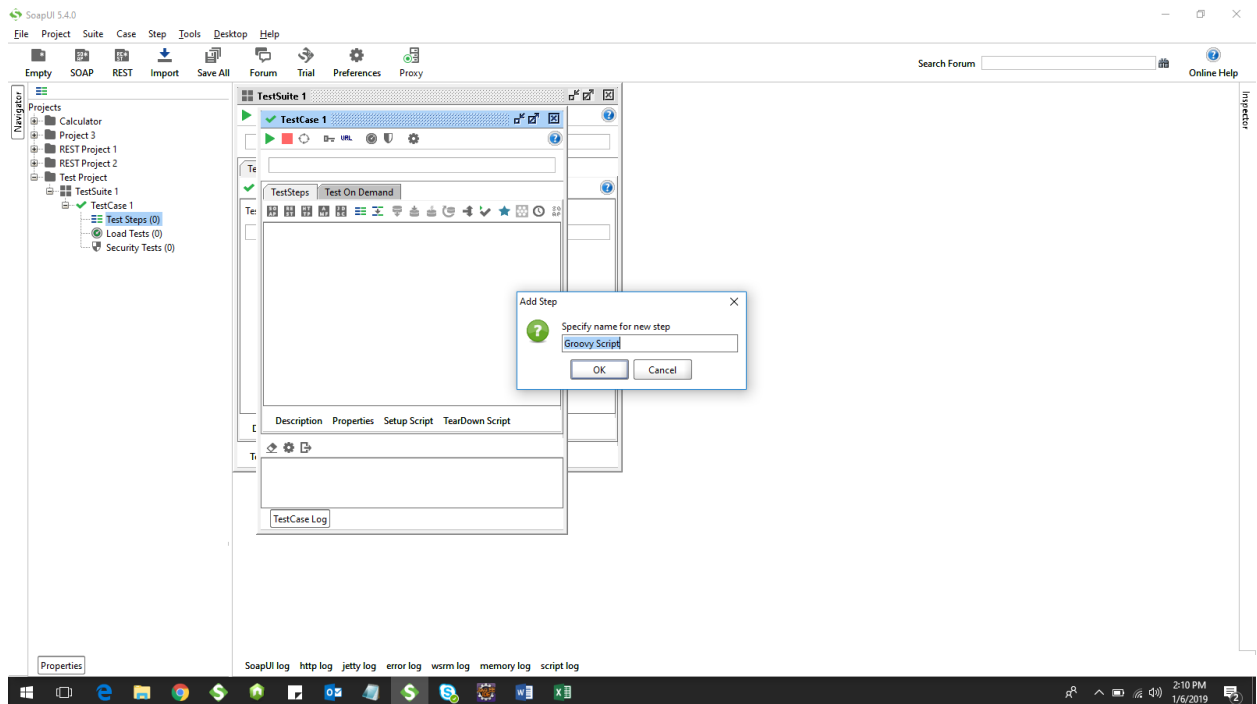 SoapUI 5.4.0
File Project Suite Case Step Tools Desktop Help
Empty SOAP REST Import Save All Forum Trial Preferences Proxy
Search Forum
Online Help
Navigator
Projects
Calculator
Project 3
REST Project 1
REST Project 2
Test Project
TestSuite 1
TestCase 1
Test Steps (0)
Load Tests (0)
Security Tests (0)
Properties
TestSuite 1
TestCase 1
URL
TestSteps Test On Demand
Add Step
Specify name for new step
Groovy Script
OK Cancel
Description Properties Setup Script TearDown Script
TestCase Log
SoapUI log http log jetty log error log wsrm log memory log script log
Inspector
2:10 PM
1/6/2019